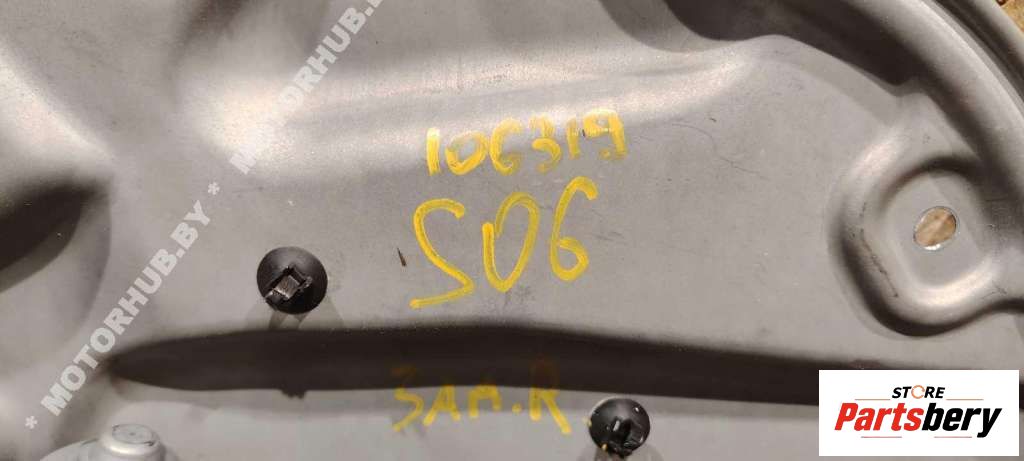 * MOTORHUB.BY * MOTORHUB.BY
106319
S06
ЗАД.R
STORE
Partsbery